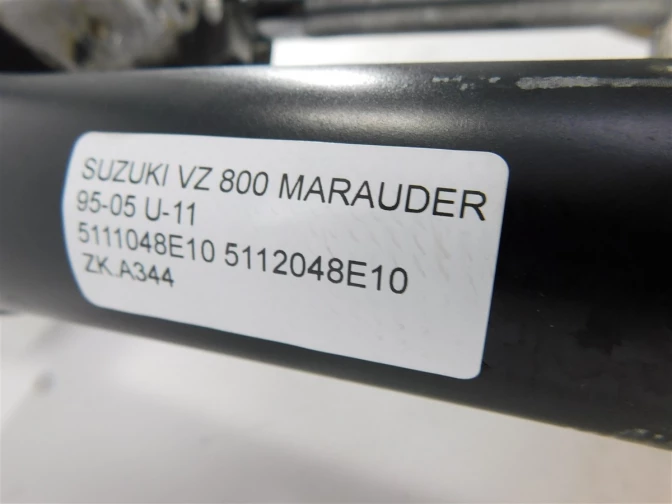 SUZUKI VZ 800 MARAUDER
95-05 U-11
5111048E10 5112048E10
ZK.A344